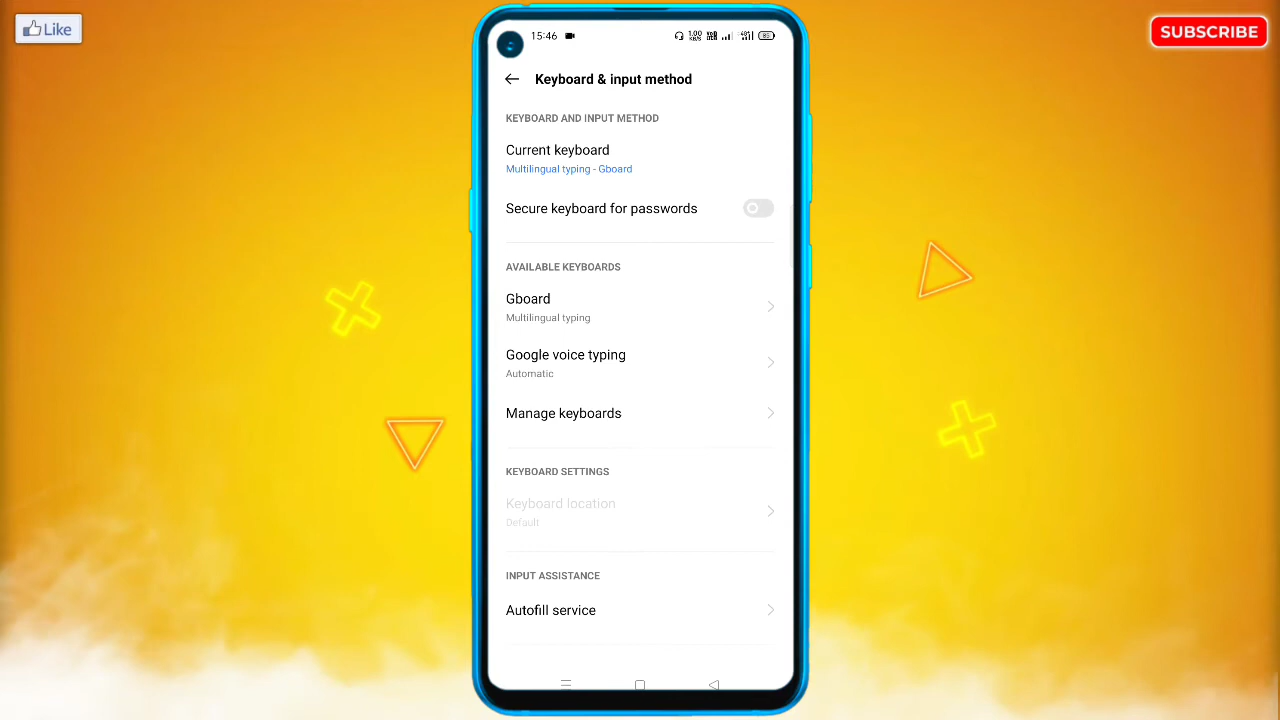 Like
SUBSCRIBE
15:46
Keyboard & input method
KEYBOARD AND INPUT METHOD
Current keyboard
Multilingual typing - Gboard
Secure keyboard for passwords
AVAILABLE KEYBOARDS
Gboard
Multilingual typing
Google voice typing
Automatic
Manage keyboards
KEYBOARD SETTINGS
Keyboard location
Default
INPUT ASSISTANCE
Autofill service